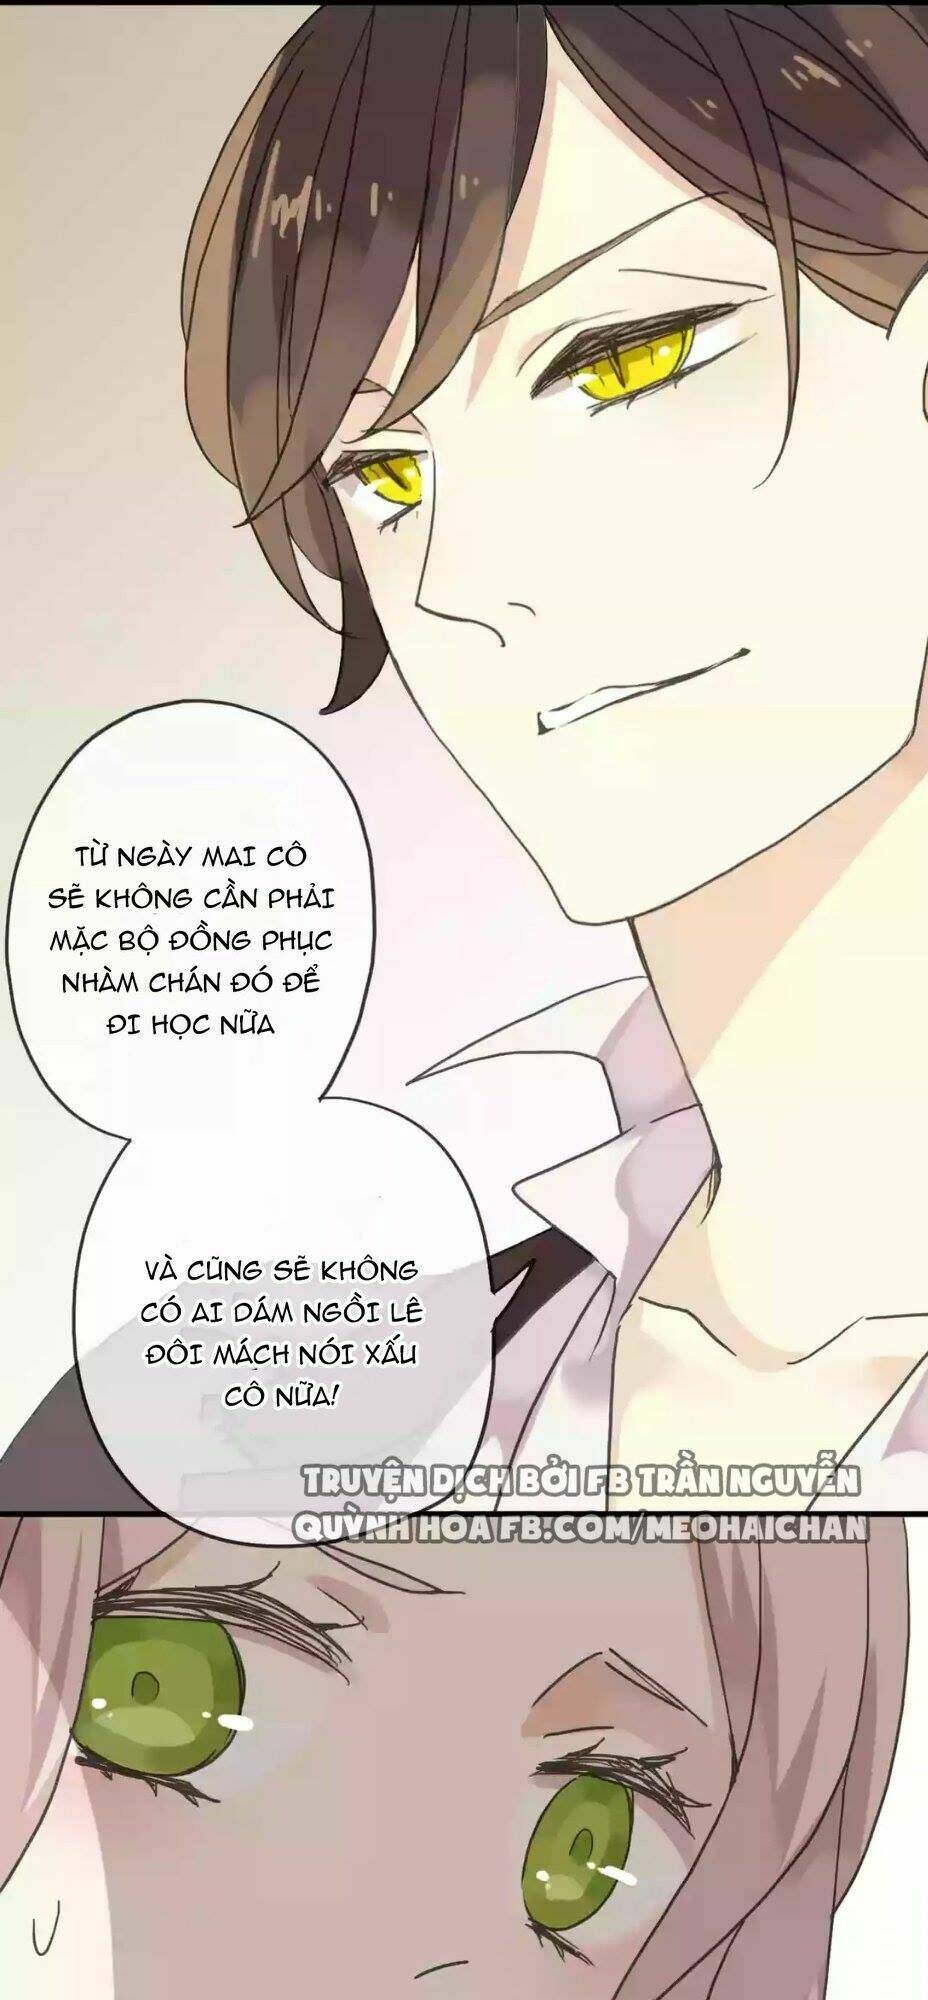 TỪ NGÀY MAI CÔ
SẼ KHÔNG CẦN PHẢI
MẶC BỘ ĐỒNG PHỤC
NHÀM CHÁN ĐÓ ĐỂ
ĐI HỌC NỮA
VÀ CŨNG SẼ KHÔNG
CÓ AI DÁM NGỒI LÊ
ĐÔI MÁCH NÓI XẤU
CÔ NỮA!
TRUYỆN DỊCH BỞI FB TRẦN NGUYỄN
QUỲNH HOA FB.COM/MEOHAICHAN